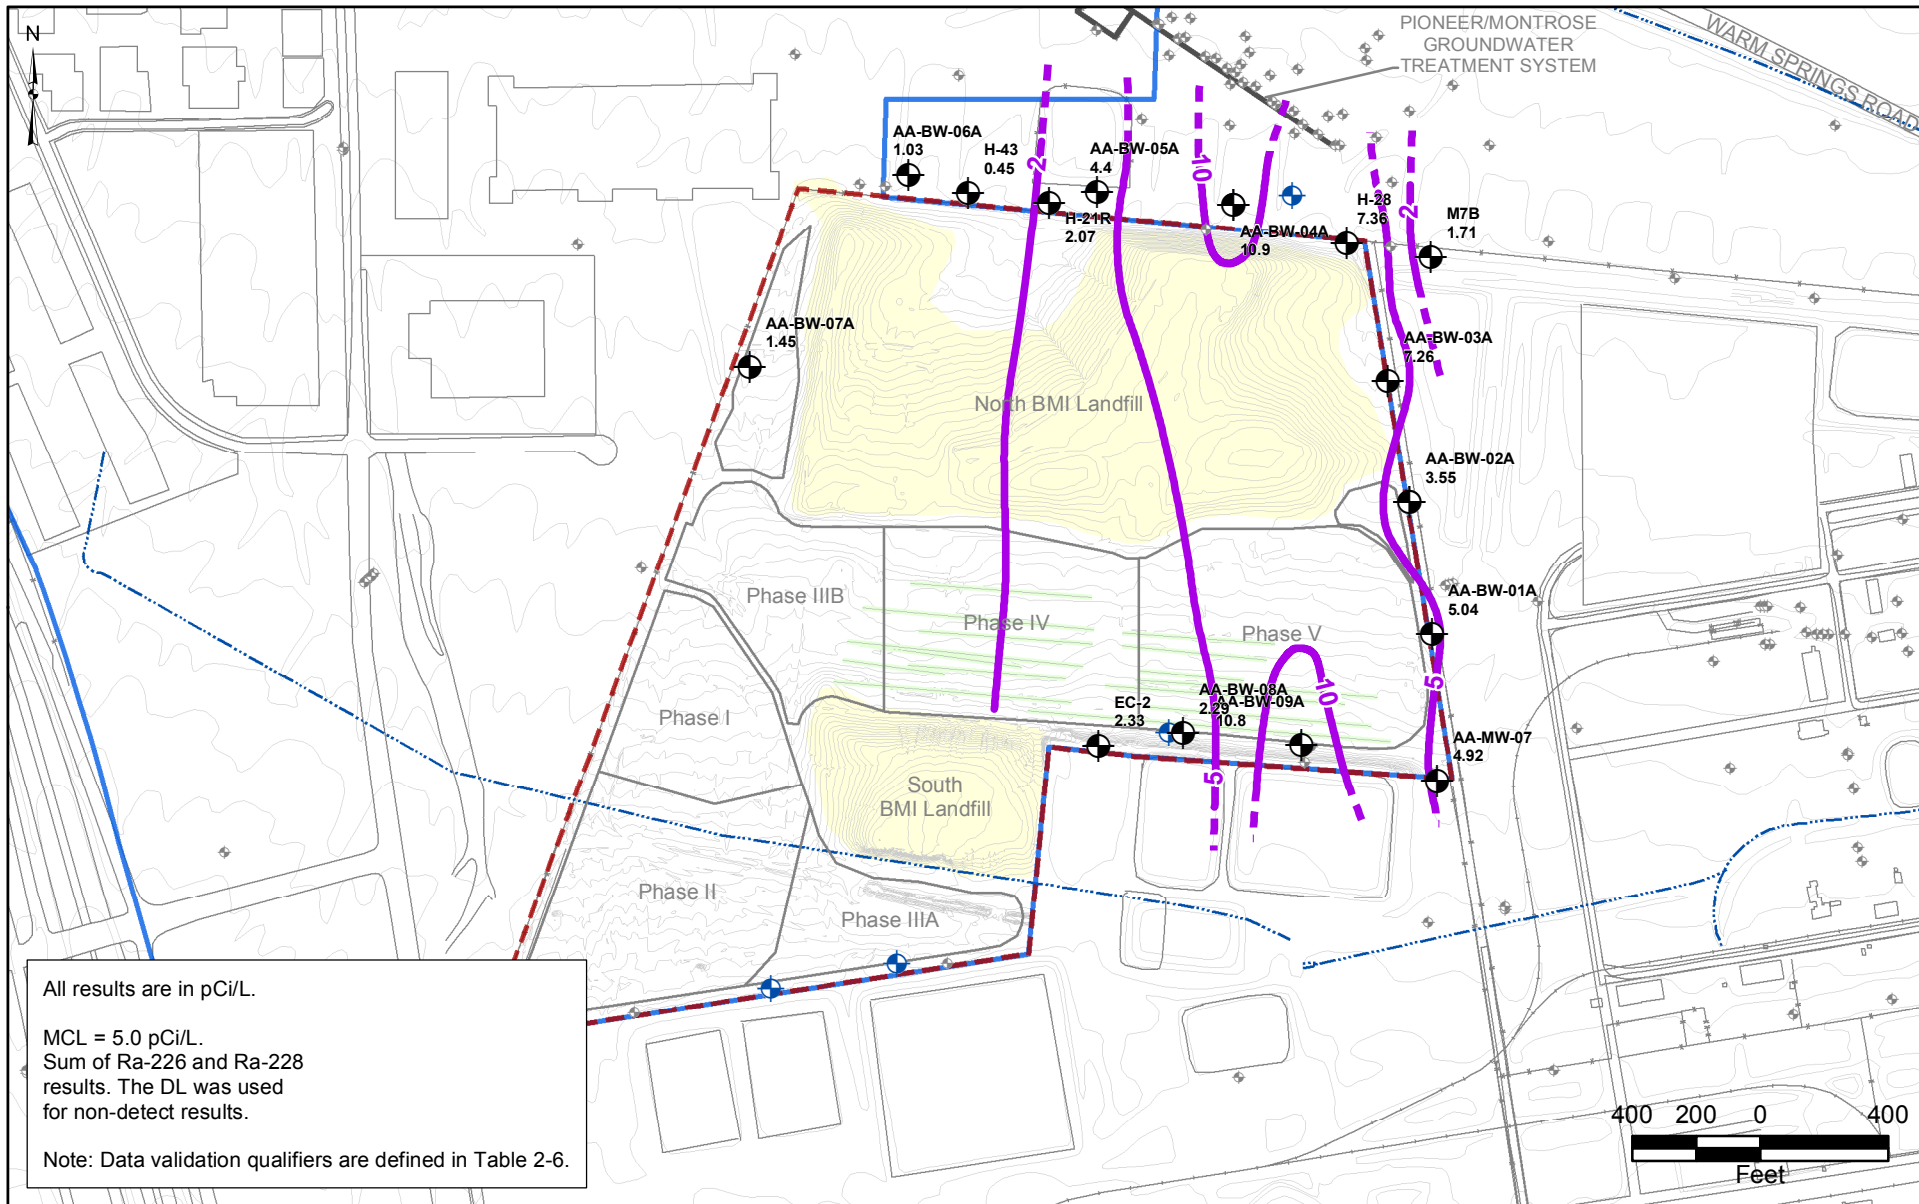 N
PIONEER/MONTROSE
GROUNDWATER
TREATMENT SYSTEM
WARM SPRINGS ROAD
AA-BW-06A
1.03
H-43
0.45
2
AA-BW-05A
4.4
10
H-21R
2.07
AA-BW-04A
10.9
H-28
7.36
2
M7B
1.71
AA-BW-07A
1.45
AA-BW-03A
7.26
North BMI Landfill
AA-BW-02A
3.55
AA-BW-01A
5.04
Phase IIIB
Phase IV
Phase V
Phase I
EC-2
2.33
AA-BW-08A
2.29
AA-BW-09A
10.8
10
5
5
AA-MW-07
4.92
South
BMI Landfill
Phase II
Phase IIIA
All results are in pCi/L.
MCL = 5.0 pCi/L.
Sum of Ra-226 and Ra-228
results. The DL was used
for non-detect results.
Note: Data validation qualifiers are defined in Table 2-6.
400 200 0 400
Feet